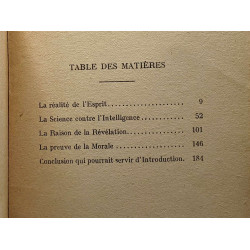 TABLE DES MATIÈRES
La réalité de l'Esprit . . . . . . . . . . . . . . . . . 9
La Science contre l'Intelligence . . . . . . . . . . . 52
La Raison de la Révélation. . . . . . . . . . . . . . 101
La preuve de la Morale . . . . . . . . . . . . . . . 146
Conclusion qui pourrait servir d'Introduction. 184